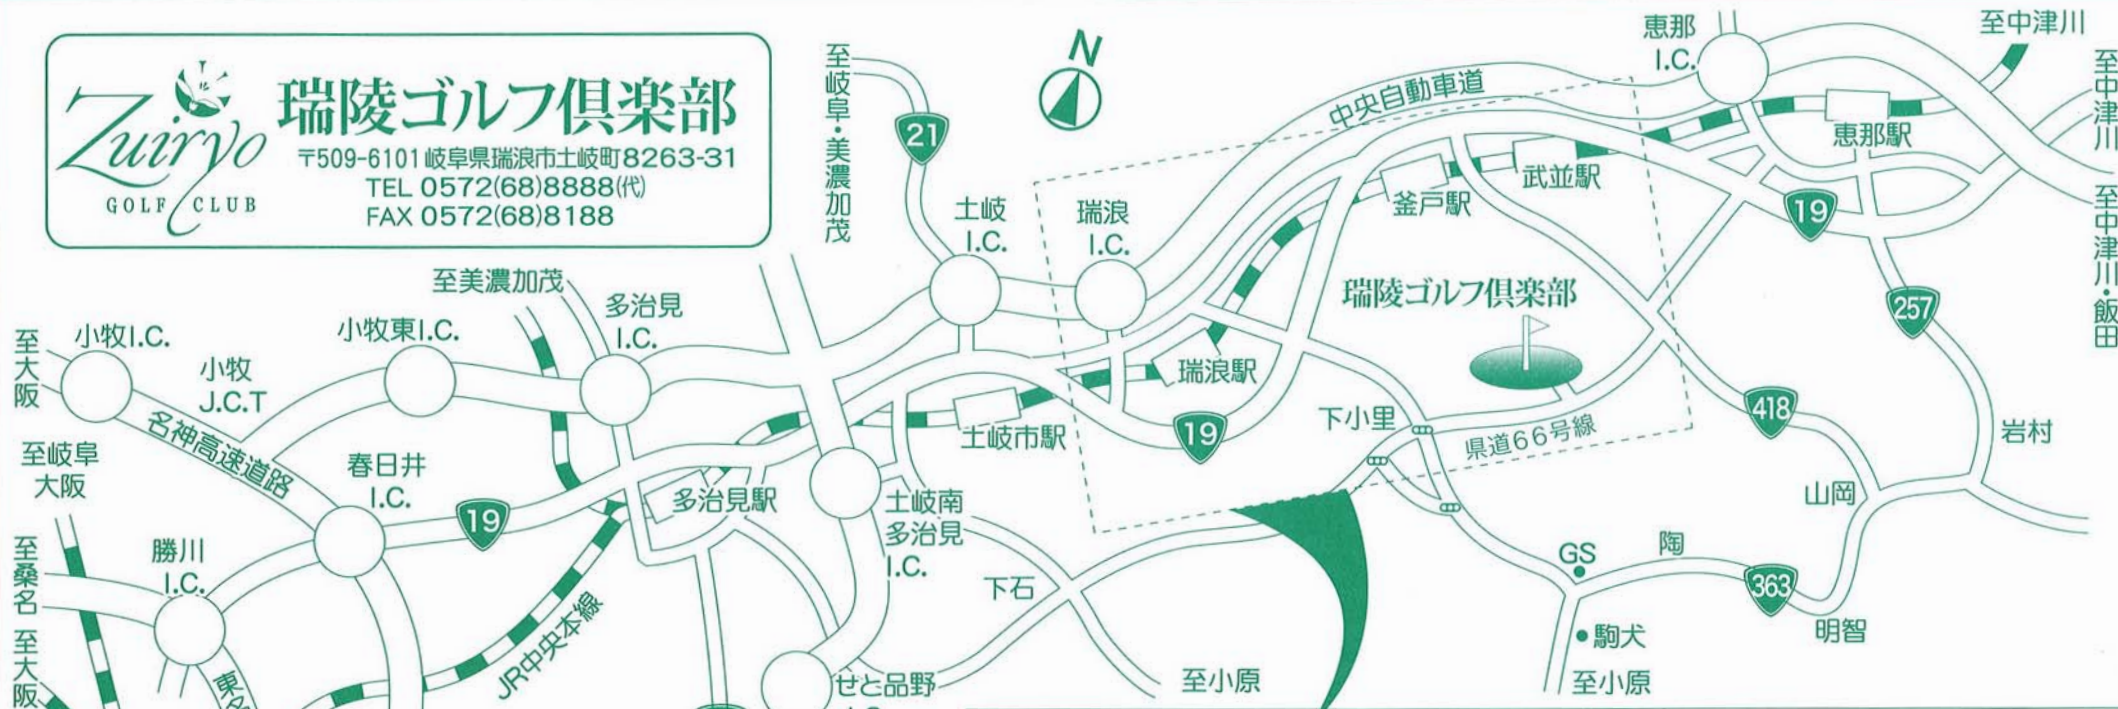 Zuiryo
GOLF CLUB
瑞陵ゴルフ倶楽部
〒509-6101 岐阜県瑞浪市土岐町8263-31
TEL 0572(68)8888(代)
FAX 0572(68)8188
至岐阜・美濃加茂
21
N
中央自動車道
恵那
I.C.
至中津川
至中津川
恵那駅
武並駅
釜戸駅
19
至中津川・飯田
土岐
I.C.
瑞浪
I.C.
瑞陵ゴルフ倶楽部
257
至美濃加茂
多治見
I.C.
小牧東I.C.
小牧I.C.
至大阪
小牧
J.C.T
名神高速道路
瑞浪駅
土岐市駅
19
下小里
県道66号線
418
岩村
至岐阜
大阪
春日井
I.C.
19
多治見駅
土岐南
多治見
I.C.
山岡
至桑名
勝川
I.C.
下石
GS
陶
363
明智
駒犬
至大阪
JR中央本線
せと品野
至小原
至小原